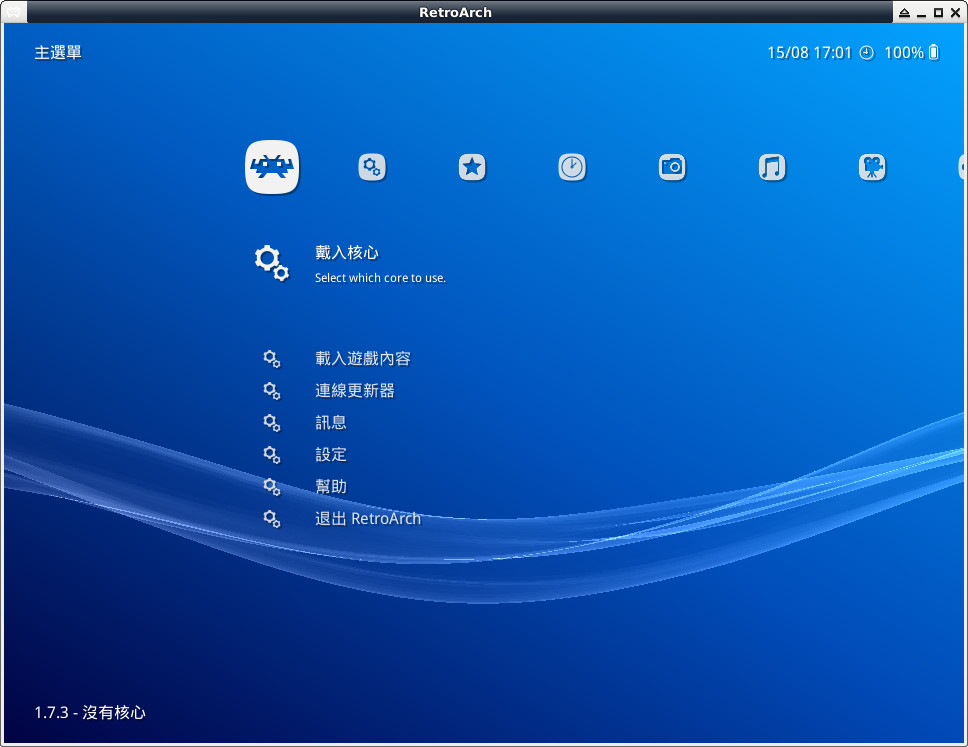 RetroArch
主選單
15/08 17:01 100%
戴入核心
Select which core to use.
載入遊戲內容
連線更新器
訊息
設定
幫助
退出 RetroArch
1.7.3 - 沒有核心